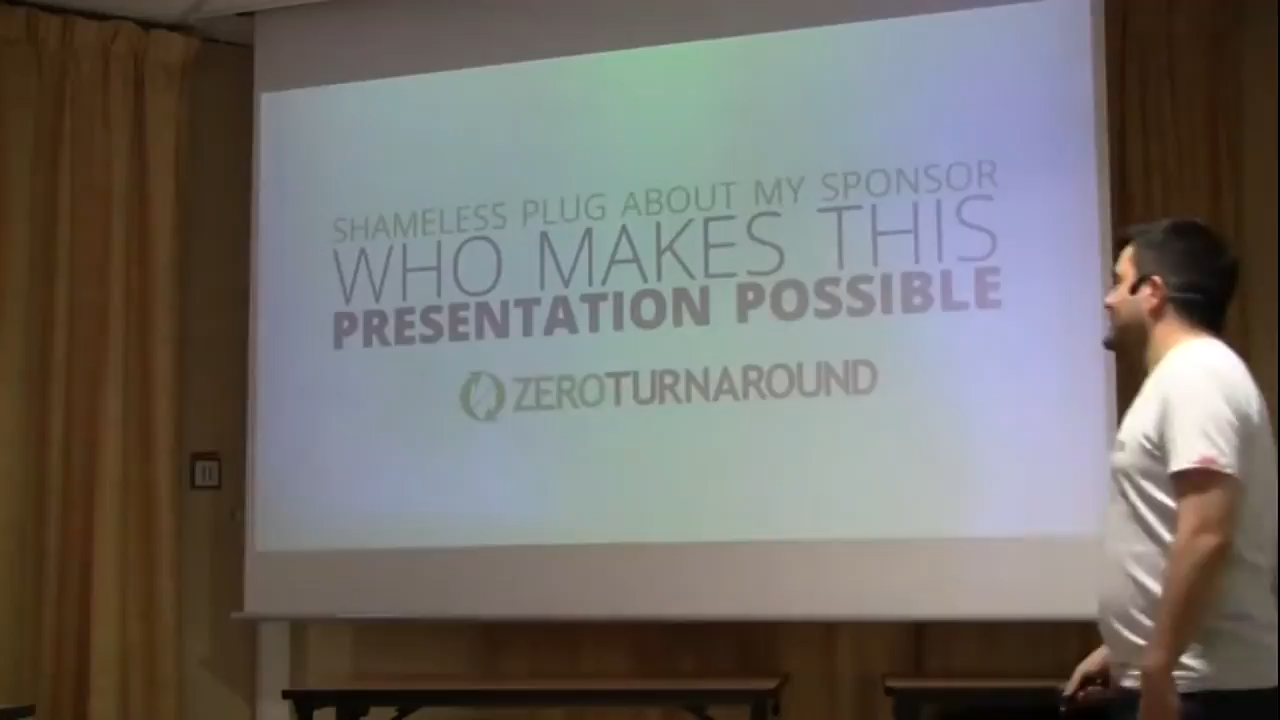 SHAMELESS PLUG ABOUT MY SPONSOR
WHO MAKES THIS
PRESENTATION POSSIBLE
ZEROTURNAROUND